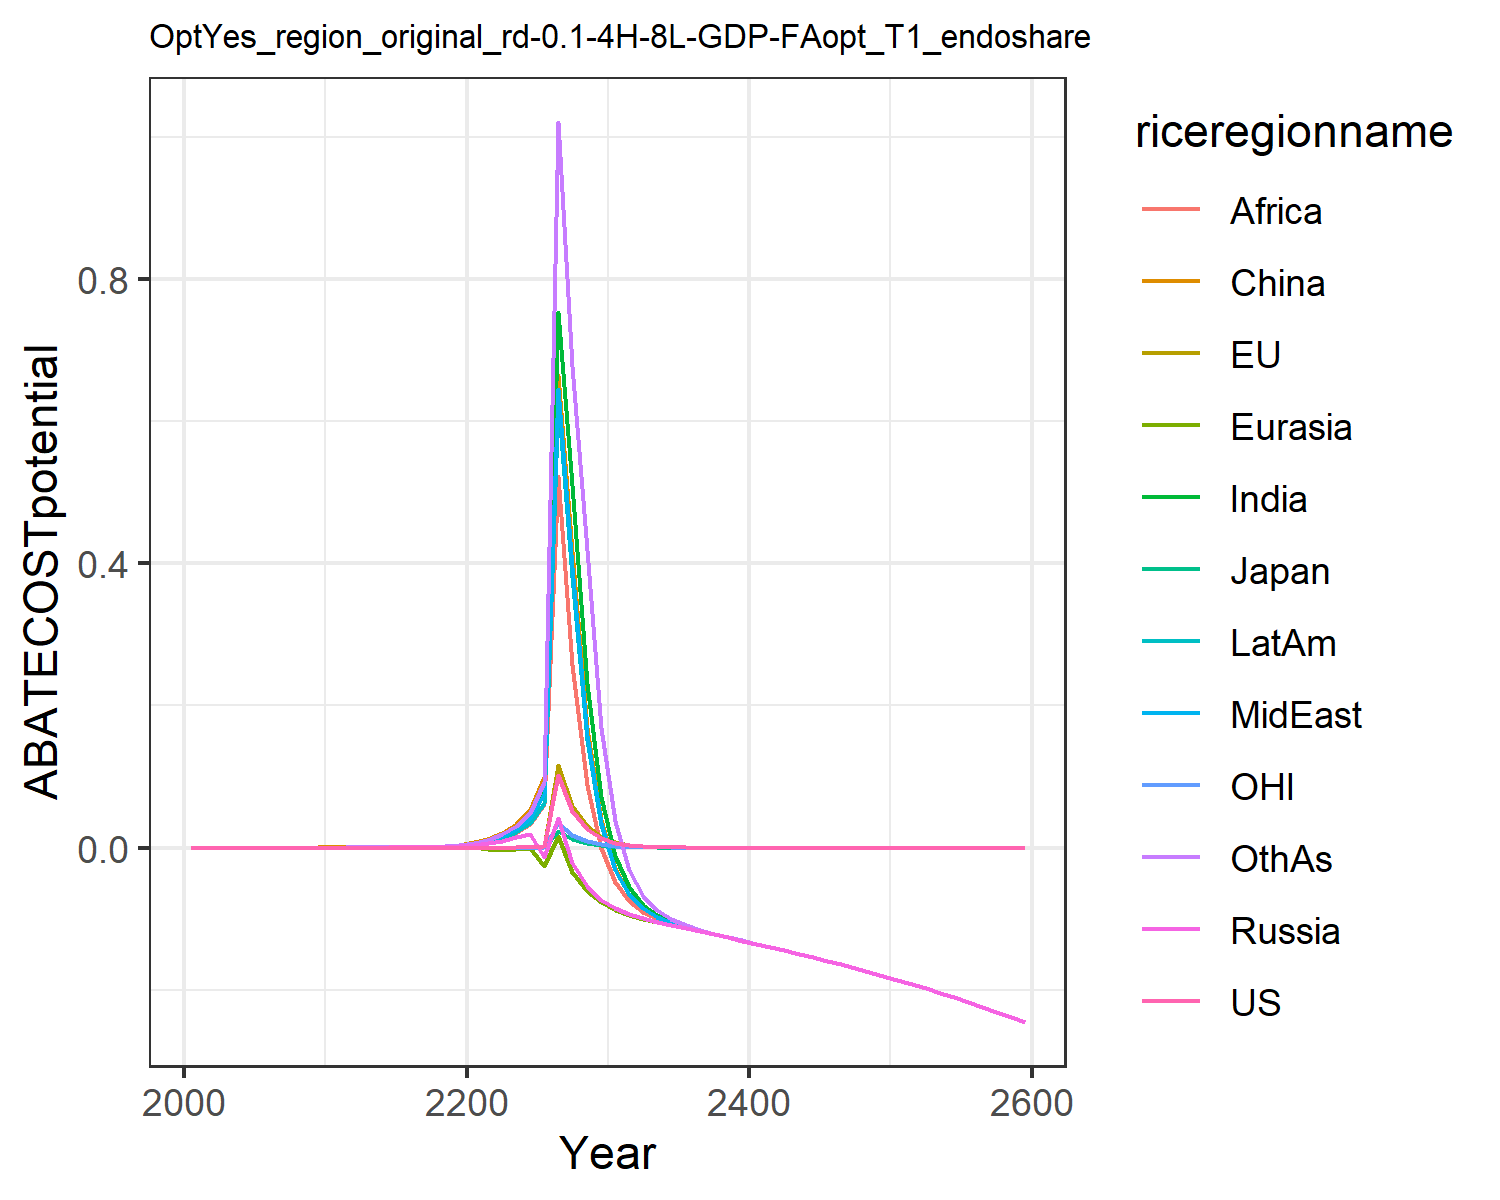 OptYes_region_original_rd-0.1-4H-8L-GDP-FAopt_T1_endoshare
ABATECOSTpotential
0.8
0.4
0.0
2000
2200
2400
2600
Year
riceregionname
Africa
China
EU
Eurasia
India
Japan
LatAm
MidEast
OHI
OthAs
Russia
US